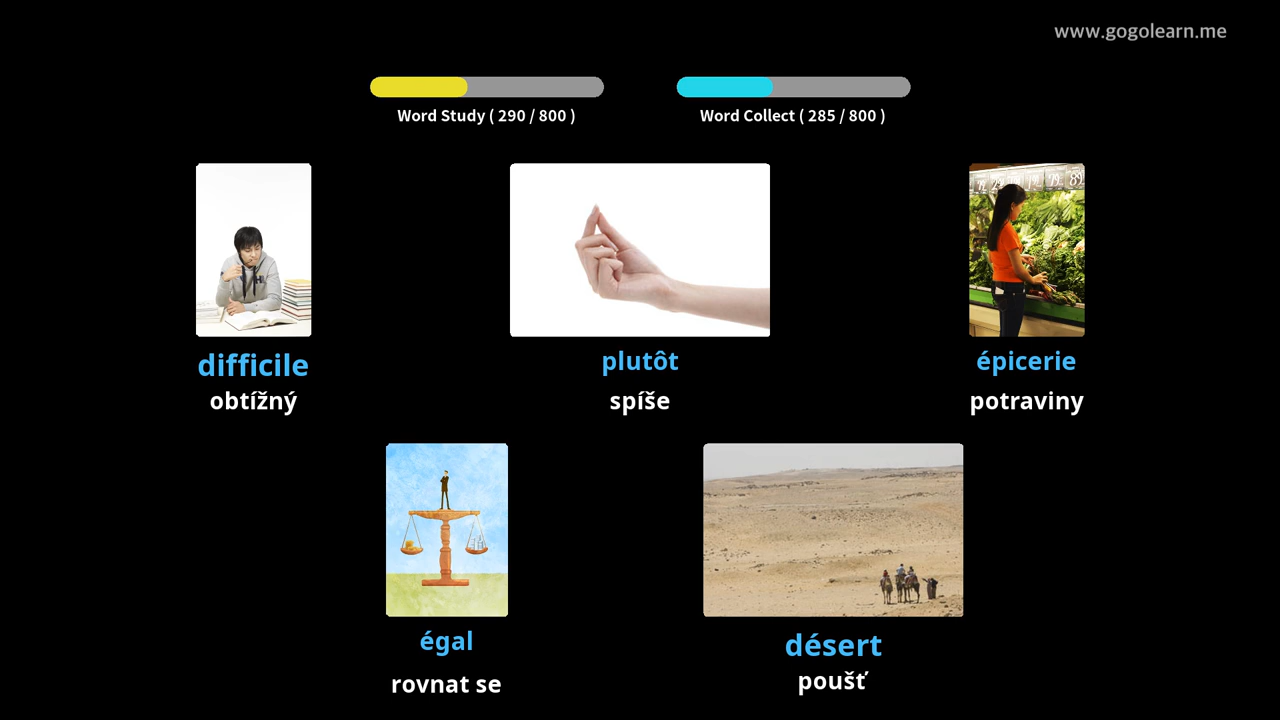 www.gogolearn.me
Word Study ( 290 / 800 )
Word Collect ( 285 / 800 )
difficile
obtížný
plutôt
spíše
épicerie
potraviny
égal
rovnat se
désert
poušť